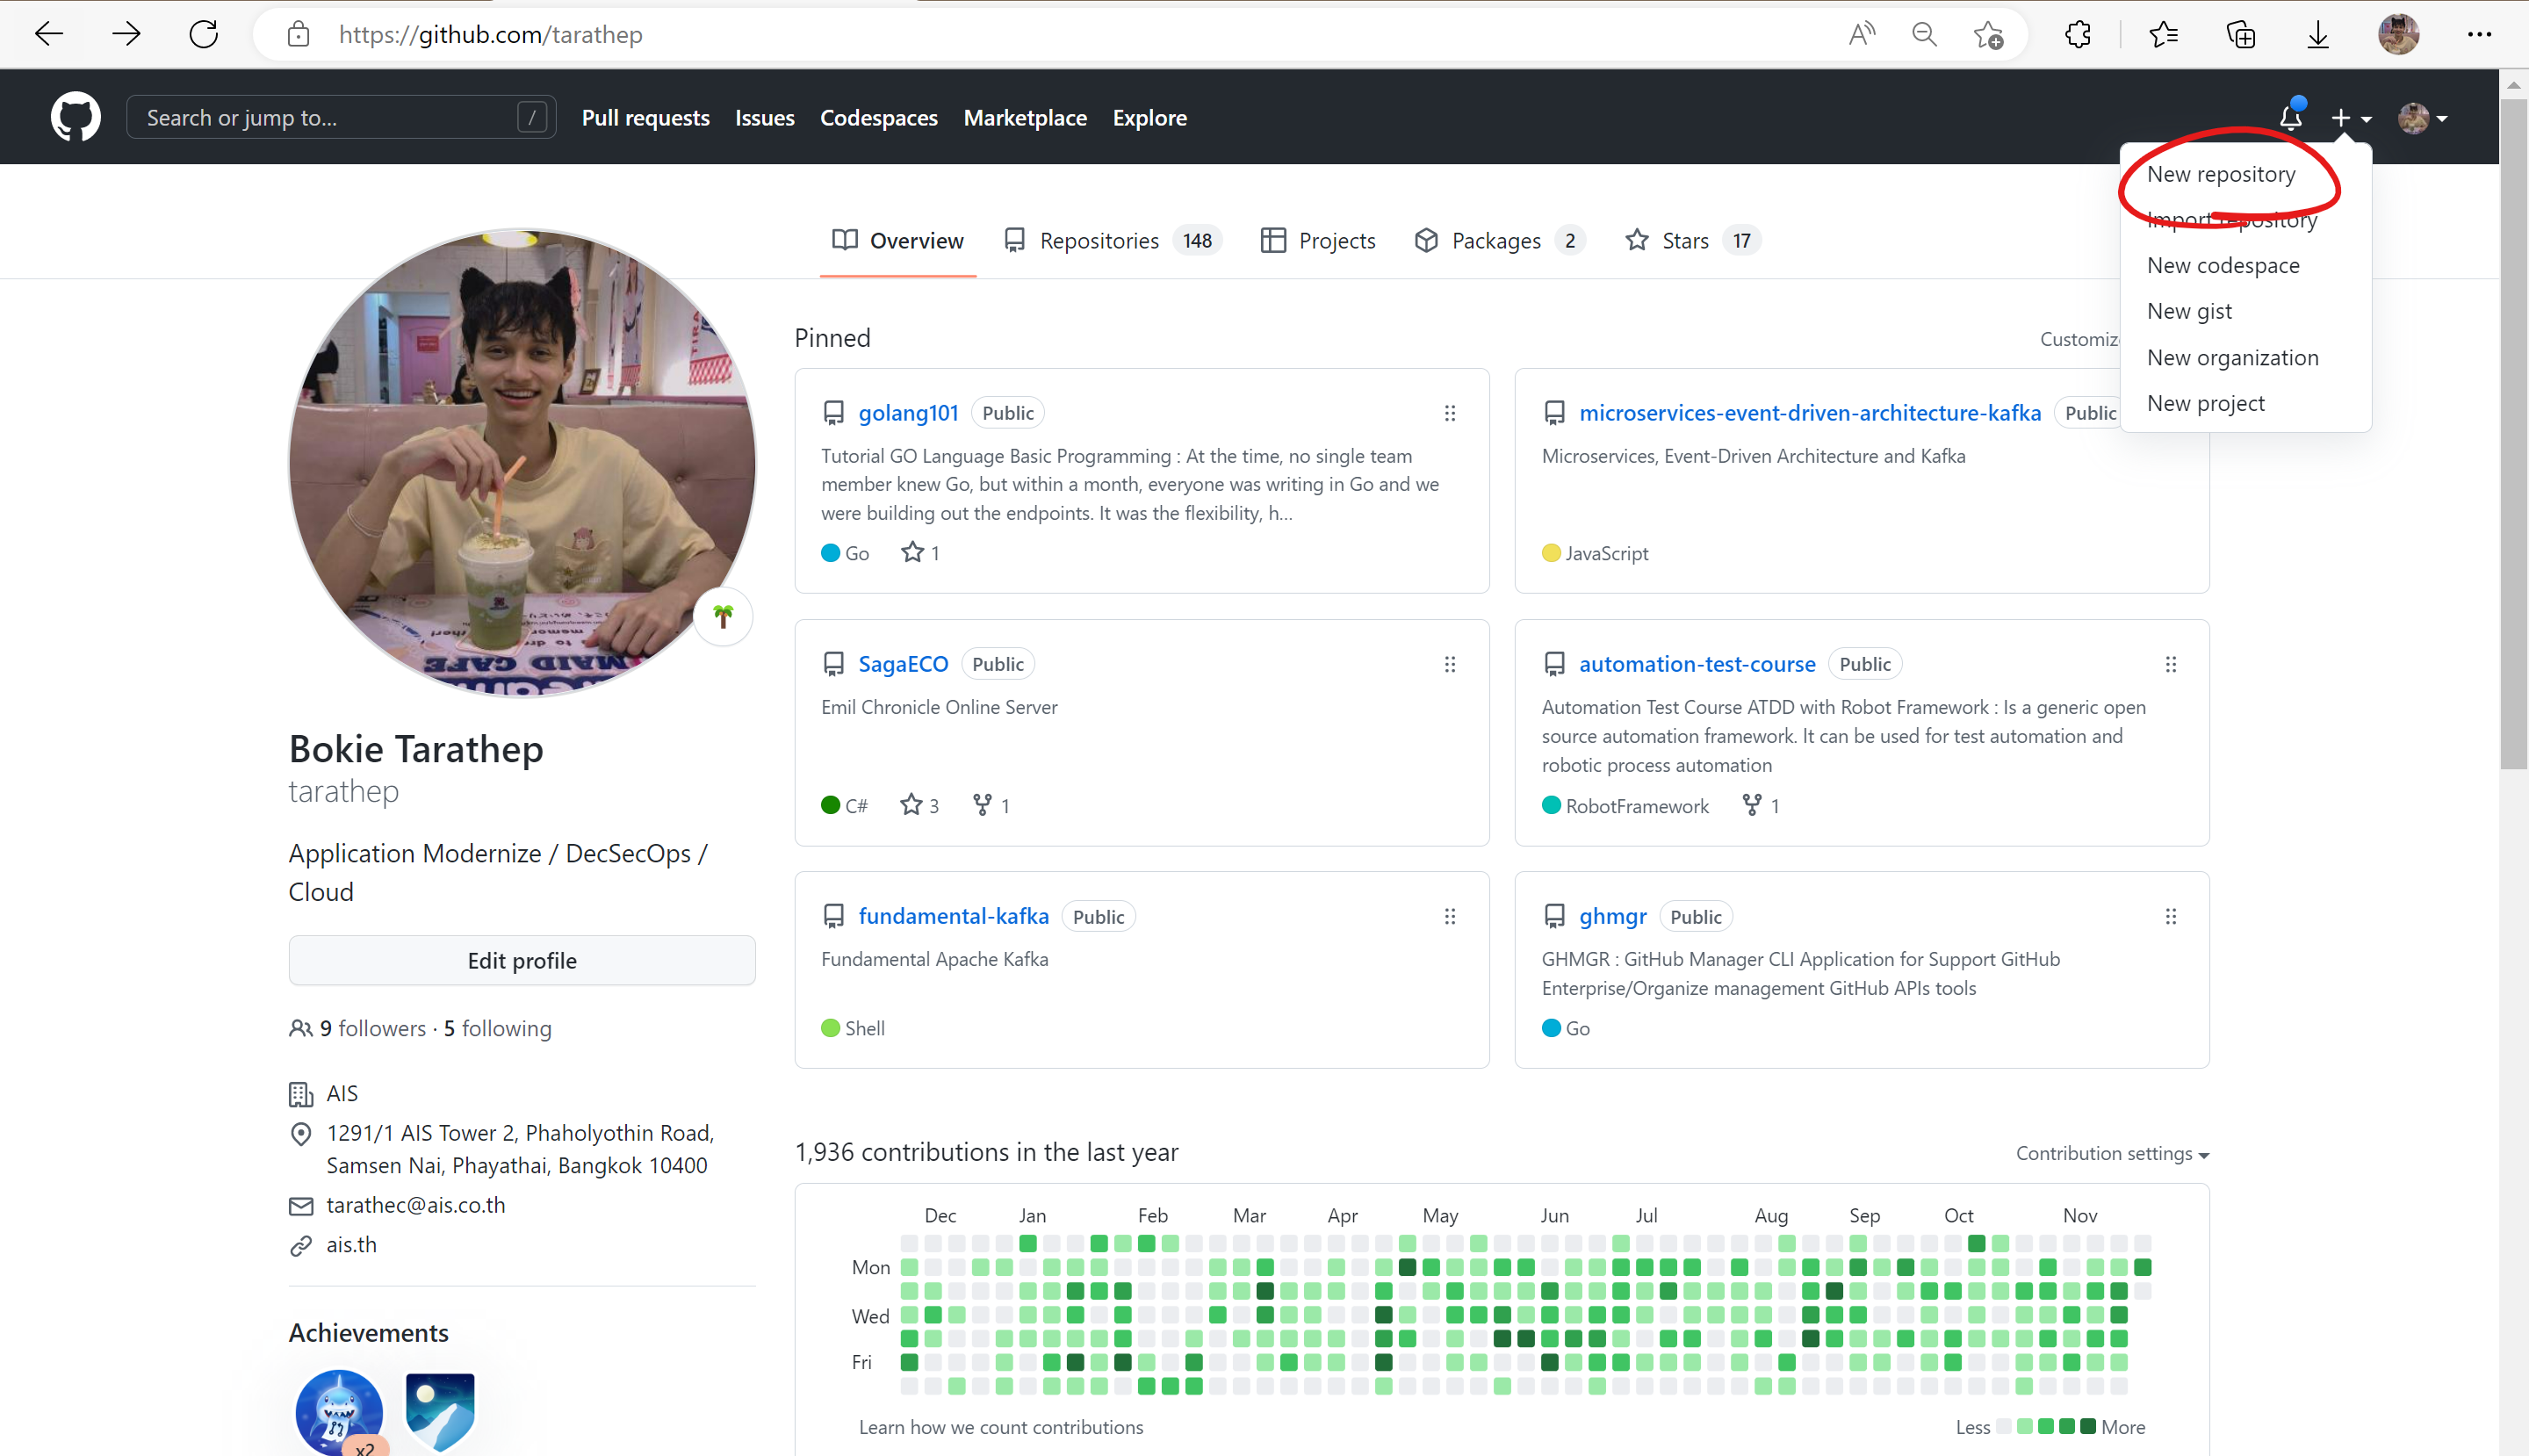 https://github.com/tarathep
Search or jump to...
/
Pull requests
Issues
Codespaces
Marketplace
Explore
New repository
Import repository
New codespace
New gist
New organization
New project
Overview
Repositories 148
Projects
Packages 2
Stars 17
Bokie Tarathep
tarathep
Application Modernize / DecSecOps /
Cloud
Edit profile
9 followers · 5 following
AIS
1291/1 AIS Tower 2, Phaholyothin Road,
Samsen Nai, Phayathai, Bangkok 10400
tarathec@ais.co.th
ais.th
Achievements
x2
Pinned
Customize
golang101 Public
Tutorial GO Language Basic Programming : At the time, no single team
member knew Go, but within a month, everyone was writing in Go and we
were building out the endpoints. It was the flexibility, h...
Go 1
microservices-event-driven-architecture-kafka Public
Microservices, Event-Driven Architecture and Kafka
JavaScript
SagaECO Public
Emil Chronicle Online Server
C# 3 1
automation-test-course Public
Automation Test Course ATDD with Robot Framework : Is a generic open
source automation framework. It can be used for test automation and
robotic process automation
RobotFramework 1
fundamental-kafka Public
Fundamental Apache Kafka
Shell
ghmgr Public
GHMGR : GitHub Manager CLI Application for Support GitHub
Enterprise/Organize management GitHub APIs tools
Go
1,936 contributions in the last year
Contribution settings
Dec Jan Feb Mar Apr May Jun Jul Aug Sep Oct Nov
Mon
Wed
Fri
Learn how we count contributions
Less
More